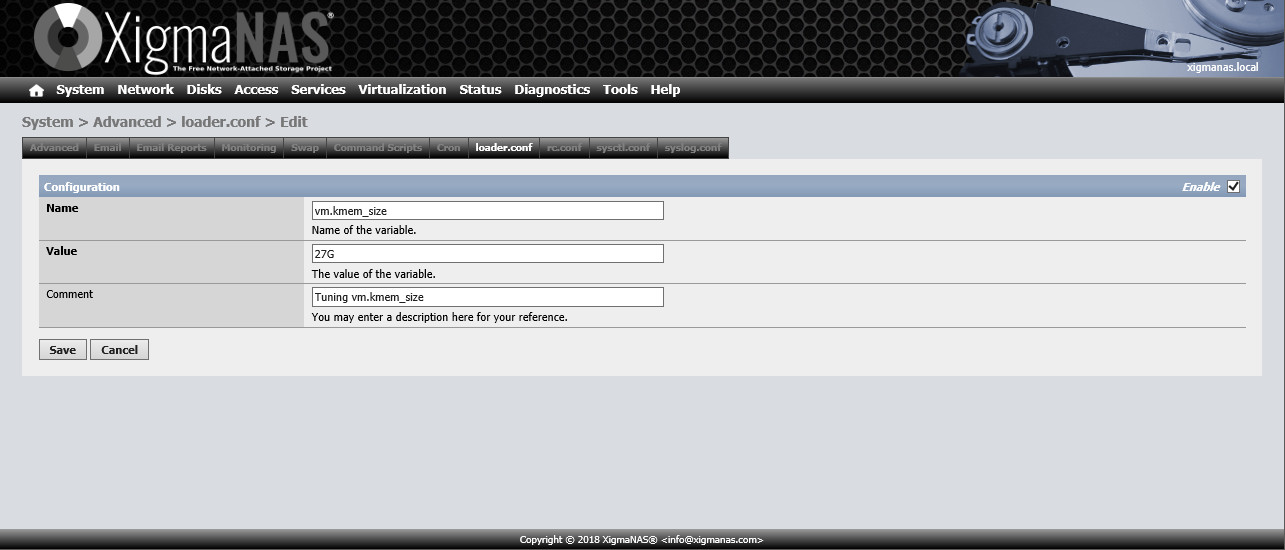 XigmaNAS®
The Free Network-Attached Storage Project
xigmanas.local
System Network Disks Access Services Virtualization Status Diagnostics Tools Help
System > Advanced > loader.conf > Edit
Advanced Email Email Reports Monitoring Swap Command Scripts Cron loader.conf rc.conf sysctl.conf syslog.conf
Configuration Enable
Name vm.kmem_size
Name of the variable.
Value 27G
The value of the variable.
Comment Tuning vm.kmem_size
You may enter a description here for your reference.
Save Cancel
Copyright © 2018 XigmaNAS® <info@xigmanas.com>